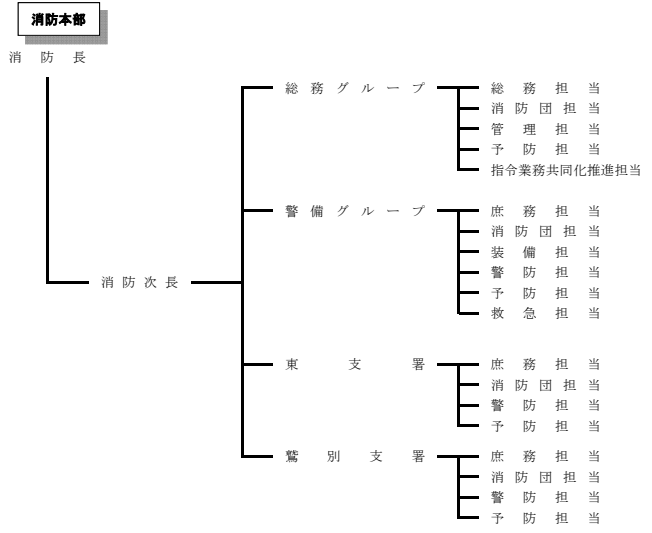 消防本部
消防長
消防次長
総務グループ
総務担当
消防団担当
管理担当
予防担当
指令業務共同化推進担当
警備グループ
庶務担当
消防団担当
装備担当
警防担当
予防担当
救急担当
東支署
庶務担当
消防団担当
警防担当
予防担当
鷲別支署
庶務担当
消防団担当
警防担当
予防担当